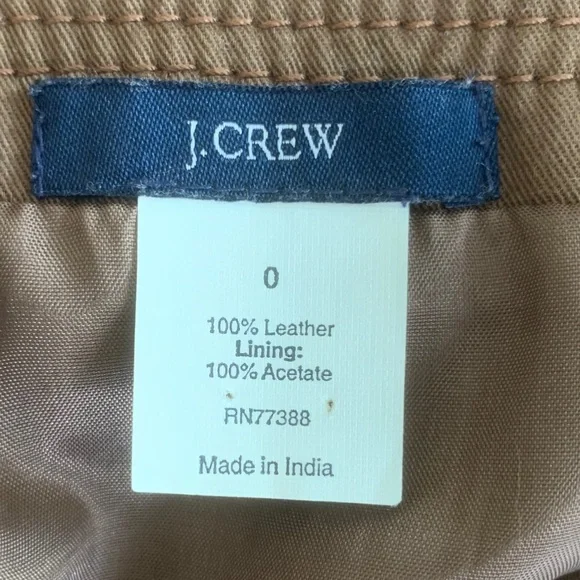 J.CREW
0
100% Leather
Lining:
100% Acetate
RN77388
Made in India